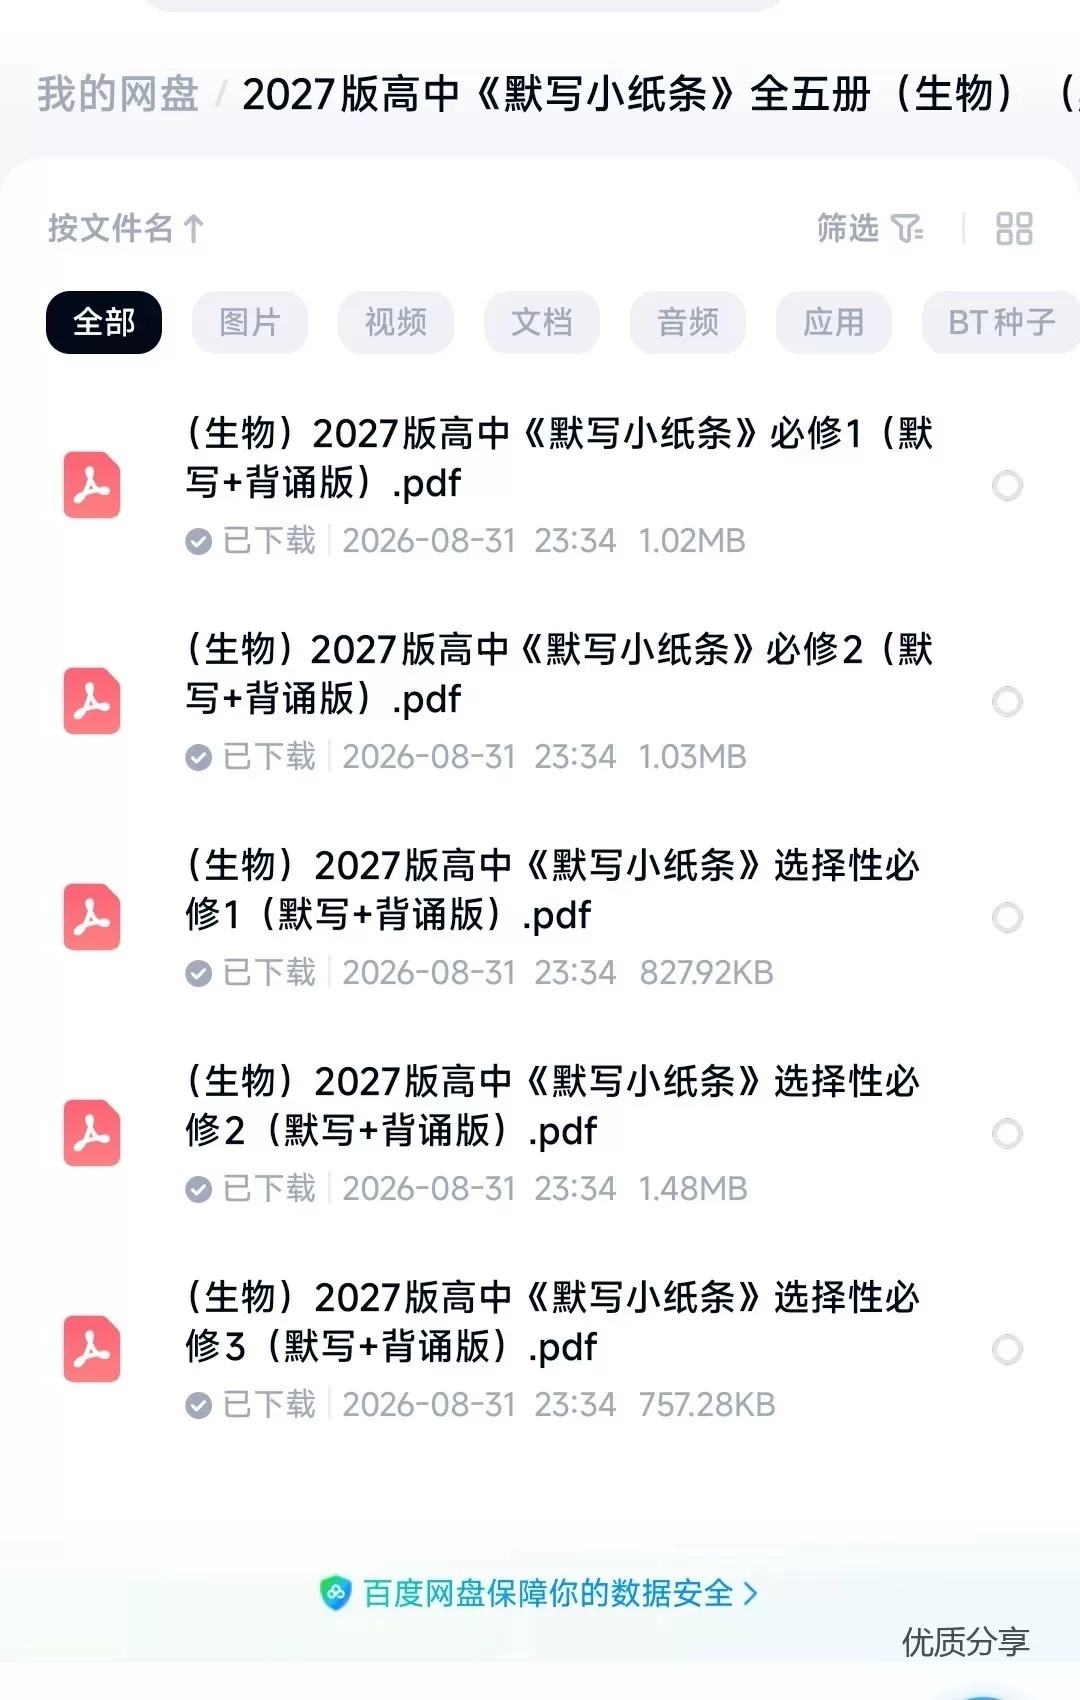 我的网盘 / 2027版高中《默写小纸条》全五册（生物）（
按文件名↑ 筛选
全部 图片 视频 文档 音频 应用 BT种子
（生物）2027版高中《默写小纸条》必修1（默
写+背诵版）.pdf
已下载 | 2026-08-31 23:34 1.02MB
（生物）2027版高中《默写小纸条》必修2（默
写+背诵版）.pdf
已下载 | 2026-08-31 23:34 1.03MB
（生物）2027版高中《默写小纸条》选择性必
修1（默写+背诵版）.pdf
已下载 | 2026-08-31 23:34 827.92KB
（生物）2027版高中《默写小纸条》选择性必
修2（默写+背诵版）.pdf
已下载 | 2026-08-31 23:34 1.48MB
（生物）2027版高中《默写小纸条》选择性必
修3（默写+背诵版）.pdf
已下载 | 2026-08-31 23:34 757.28KB
百度网盘保障你的数据安全 >
优质分享